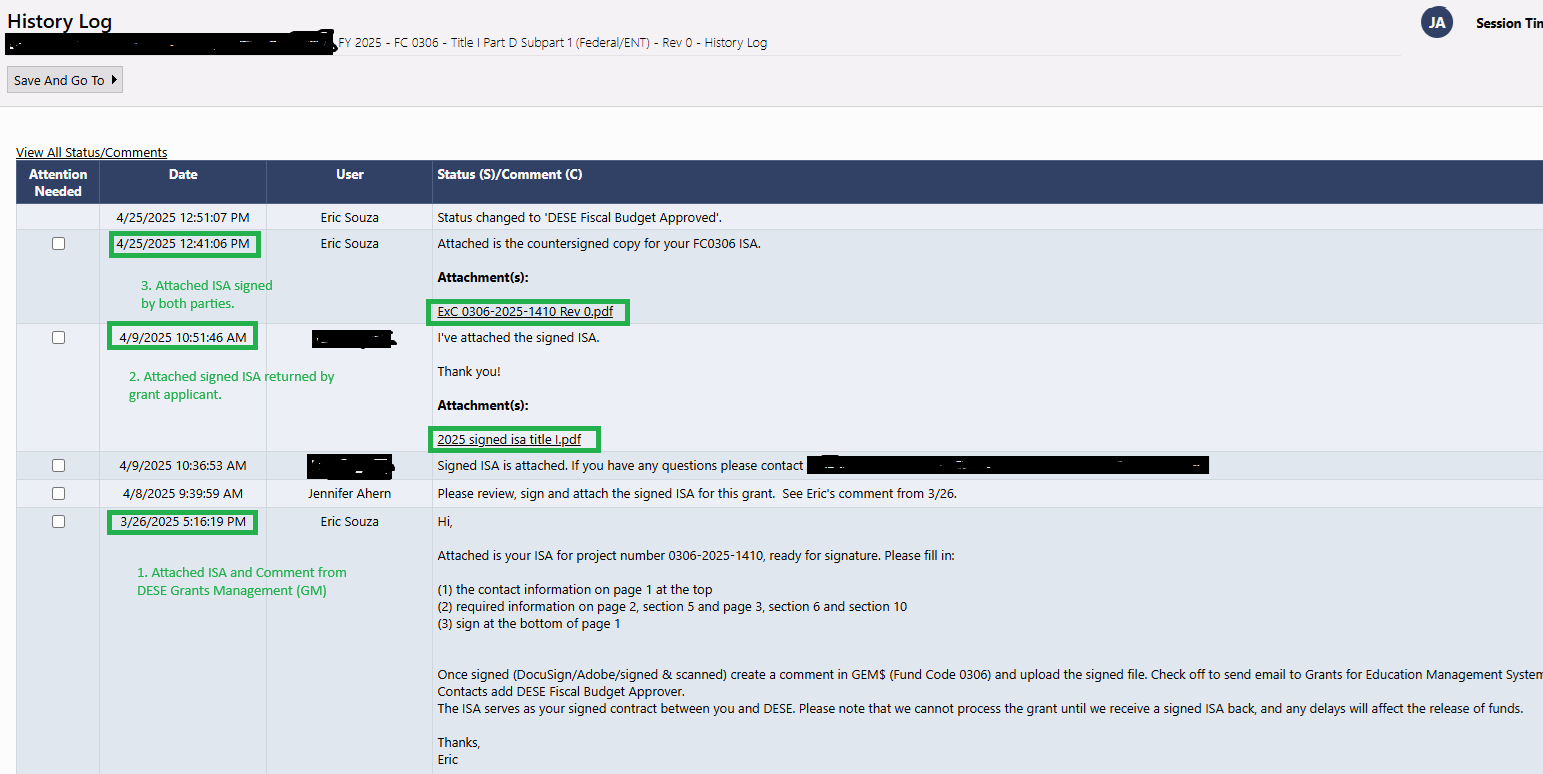 History Log
JA
Session Tin
FY 2025 - FC 0306 - Title I Part D Subpart 1 (Federal/ENT) - Rev 0 - History Log
Save And Go To
View All Status/Comments
Attention Needed Date User Status (S)/Comment (C)
4/25/2025 12:51:07 PM Eric Souza Status changed to 'DESE Fiscal Budget Approved'.
4/25/2025 12:41:06 PM Eric Souza Attached is the countersigned copy for your FC0306 ISA.
Attachment(s):
3. Attached ISA signed
by both parties.
ExC 0306-2025-1410 Rev 0.pdf
4/9/2025 10:51:46 AM I've attached the signed ISA.
Thank you!
2. Attached signed ISA returned by
grant applicant.
Attachment(s):
2025 signed isa title I.pdf
4/9/2025 10:36:53 AM Signed ISA is attached. If you have any questions please contact
4/8/2025 9:39:59 AM Jennifer Ahern Please review, sign and attach the signed ISA for this grant. See Eric's comment from 3/26.
3/26/2025 5:16:19 PM Eric Souza Hi,
Attached is your ISA for project number 0306-2025-1410, ready for signature. Please fill in:
1. Attached ISA and Comment from
DESE Grants Management (GM)
(1) the contact information on page 1 at the top
(2) required information on page 2, section 5 and page 3, section 6 and section 10
(3) sign at the bottom of page 1
Once signed (DocuSign/Adobe/signed & scanned) create a comment in GEM$ (Fund Code 0306) and upload the signed file. Check off to send email to Grants for Education Management System
Contacts add DESE Fiscal Budget Approver.
The ISA serves as your signed contract between you and DESE. Please note that we cannot process the grant until we receive a signed ISA back, and any delays will affect the release of funds.
Thanks,
Eric